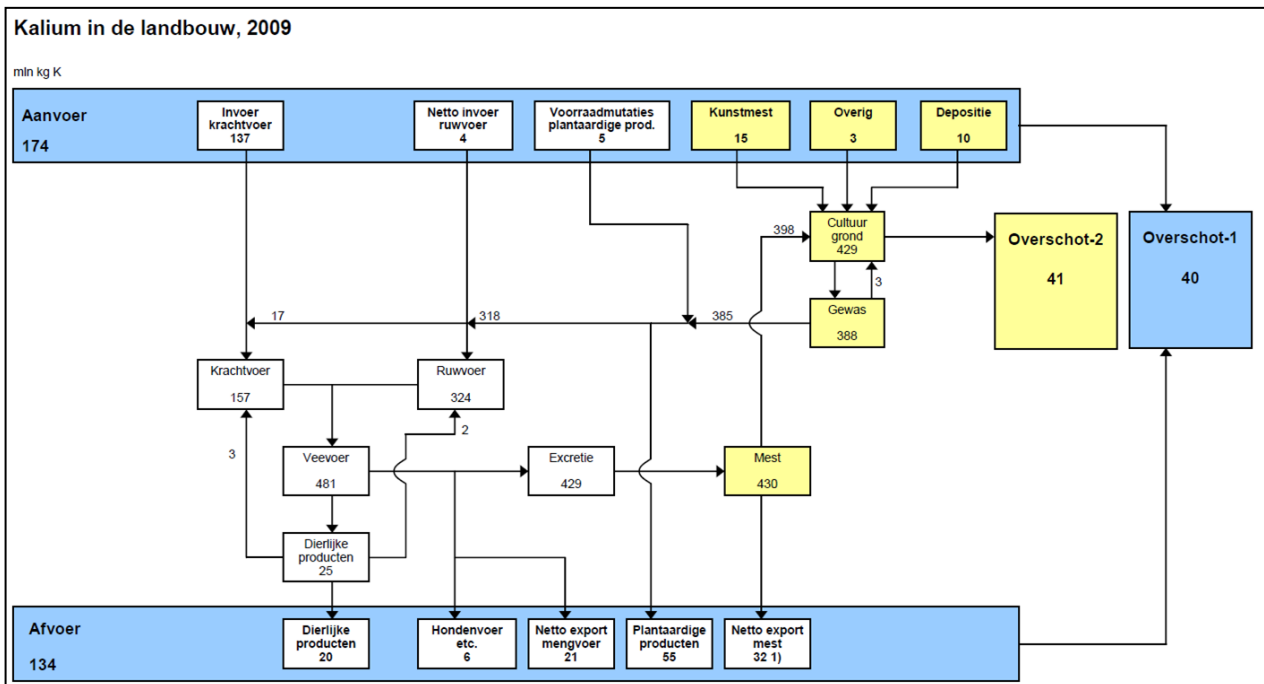 Kalium in de landbouw, 2009
mln kg K
Aanvoer
174
Invoer
krachtvoer
137
Netto invoer
ruwvoer
4
Voorraadmutaties
plantaardige prod.
5
Kunstmest
15
Overig
3
Depositie
10
398
Cultuur
grond
429
Overschot-2
41
Overschot-1
40
3
17
318
385
Gewas
388
Krachtvoer
157
Ruwvoer
324
3
2
Veevoer
481
Excretie
429
Mest
430
Dierlijke
producten
25
Afvoer
134
Dierlijke
producten
20
Hondenvoer
etc.
6
Netto export
mengvoer
21
Plantaardige
producten
55
Netto export
mest
32 1)